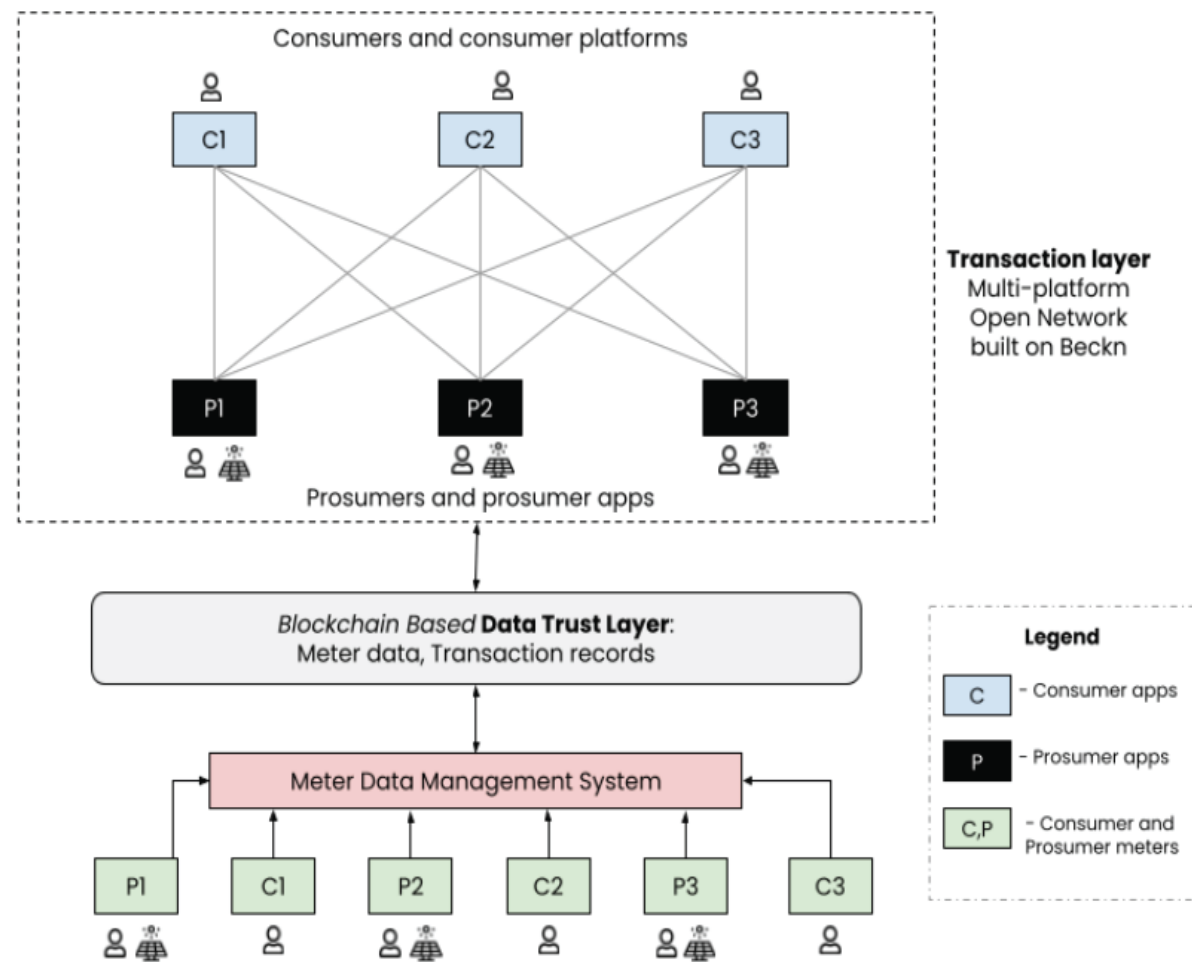 Consumers and consumer platforms
C1
C2
C3
Transaction layer
Multi-platform
Open Network
built on Beckn
P1
P2
P3
Prosumers and prosumer apps
Blockchain Based Data Trust Layer:
Meter data, Transaction records
Legend
C
- Consumer apps
P
- Prosumer apps
C,P
- Consumer and
Prosumer meters
Meter Data Management System
P1
C1
P2
C2
P3
C3